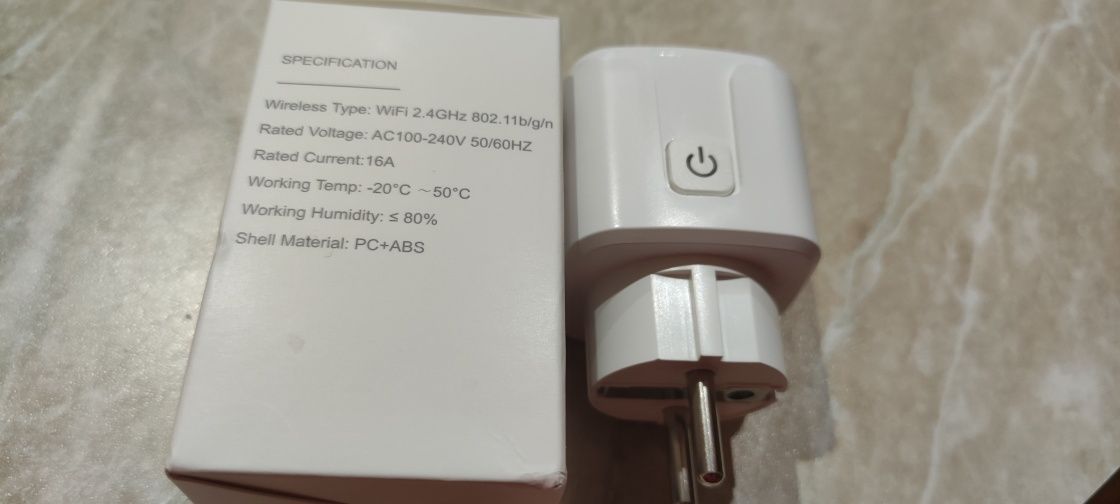 SPECIFICATION
Wireless Type: WiFi 2.4GHz 802.11b/g/n
Rated Voltage: AC100-240V 50/60HZ
Rated Current:16A
Working Temp: -20°C ~50°C
Working Humidity: ≤ 80%
Shell Material: PC+ABS